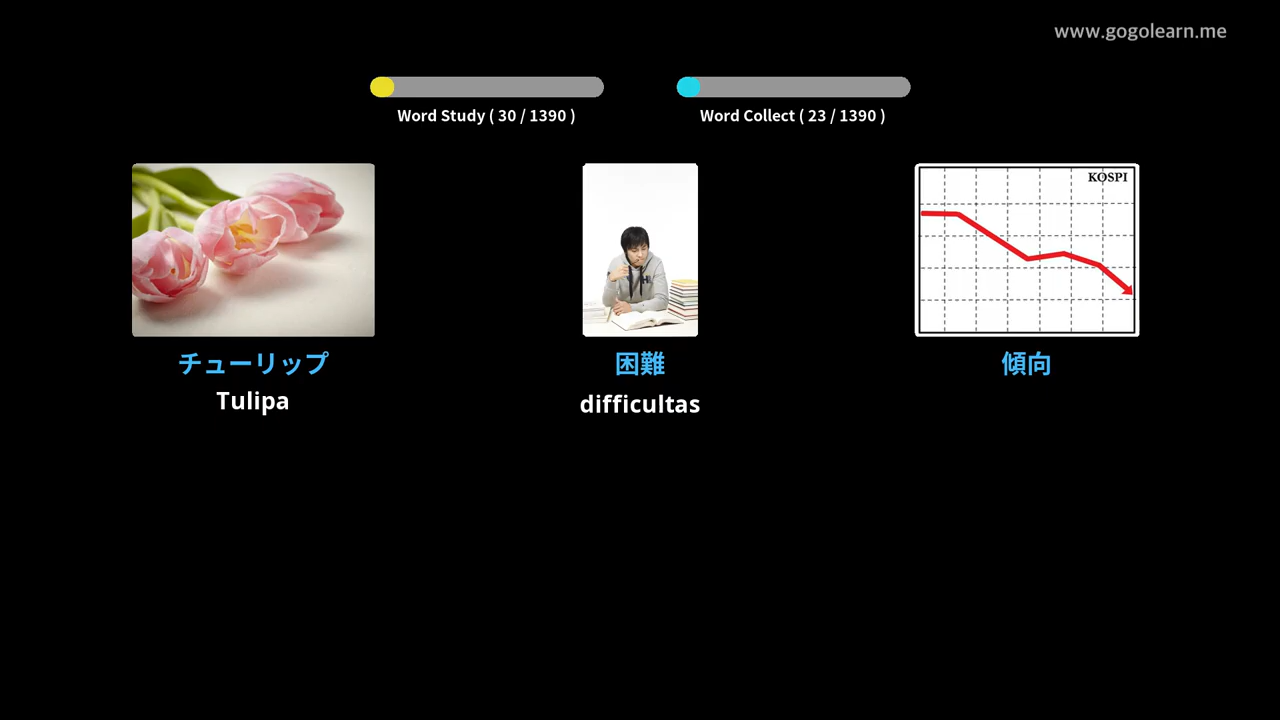 www.gogolearn.me
Word Study ( 30 / 1390 )
Word Collect ( 23 / 1390 )
KOSPI
チューリップ
困難
傾向
Tulipa
difficultas